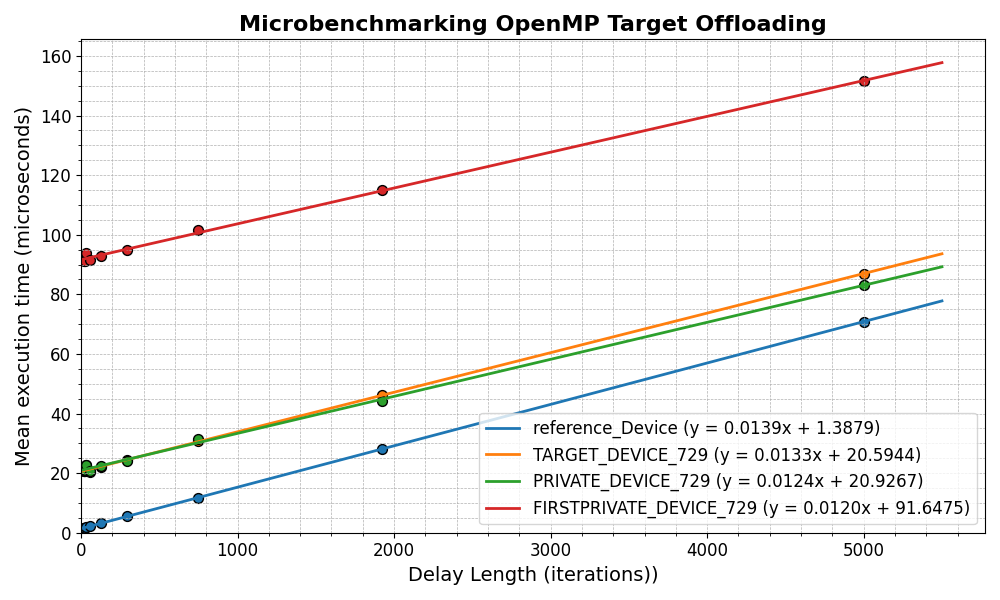 Microbenchmarking OpenMP Target Offloading
Mean execution time (microseconds)
160
140
120
100
80
60
40
20
0
reference_Device (y = 0.0139x + 1.3879)
TARGET_DEVICE_729 (y = 0.0133x + 20.5944)
PRIVATE_DEVICE_729 (y = 0.0124x + 20.9267)
FIRSTPRIVATE_DEVICE_729 (y = 0.0120x + 91.6475)
0 1000 2000 3000 4000 5000
Delay Length (iterations))